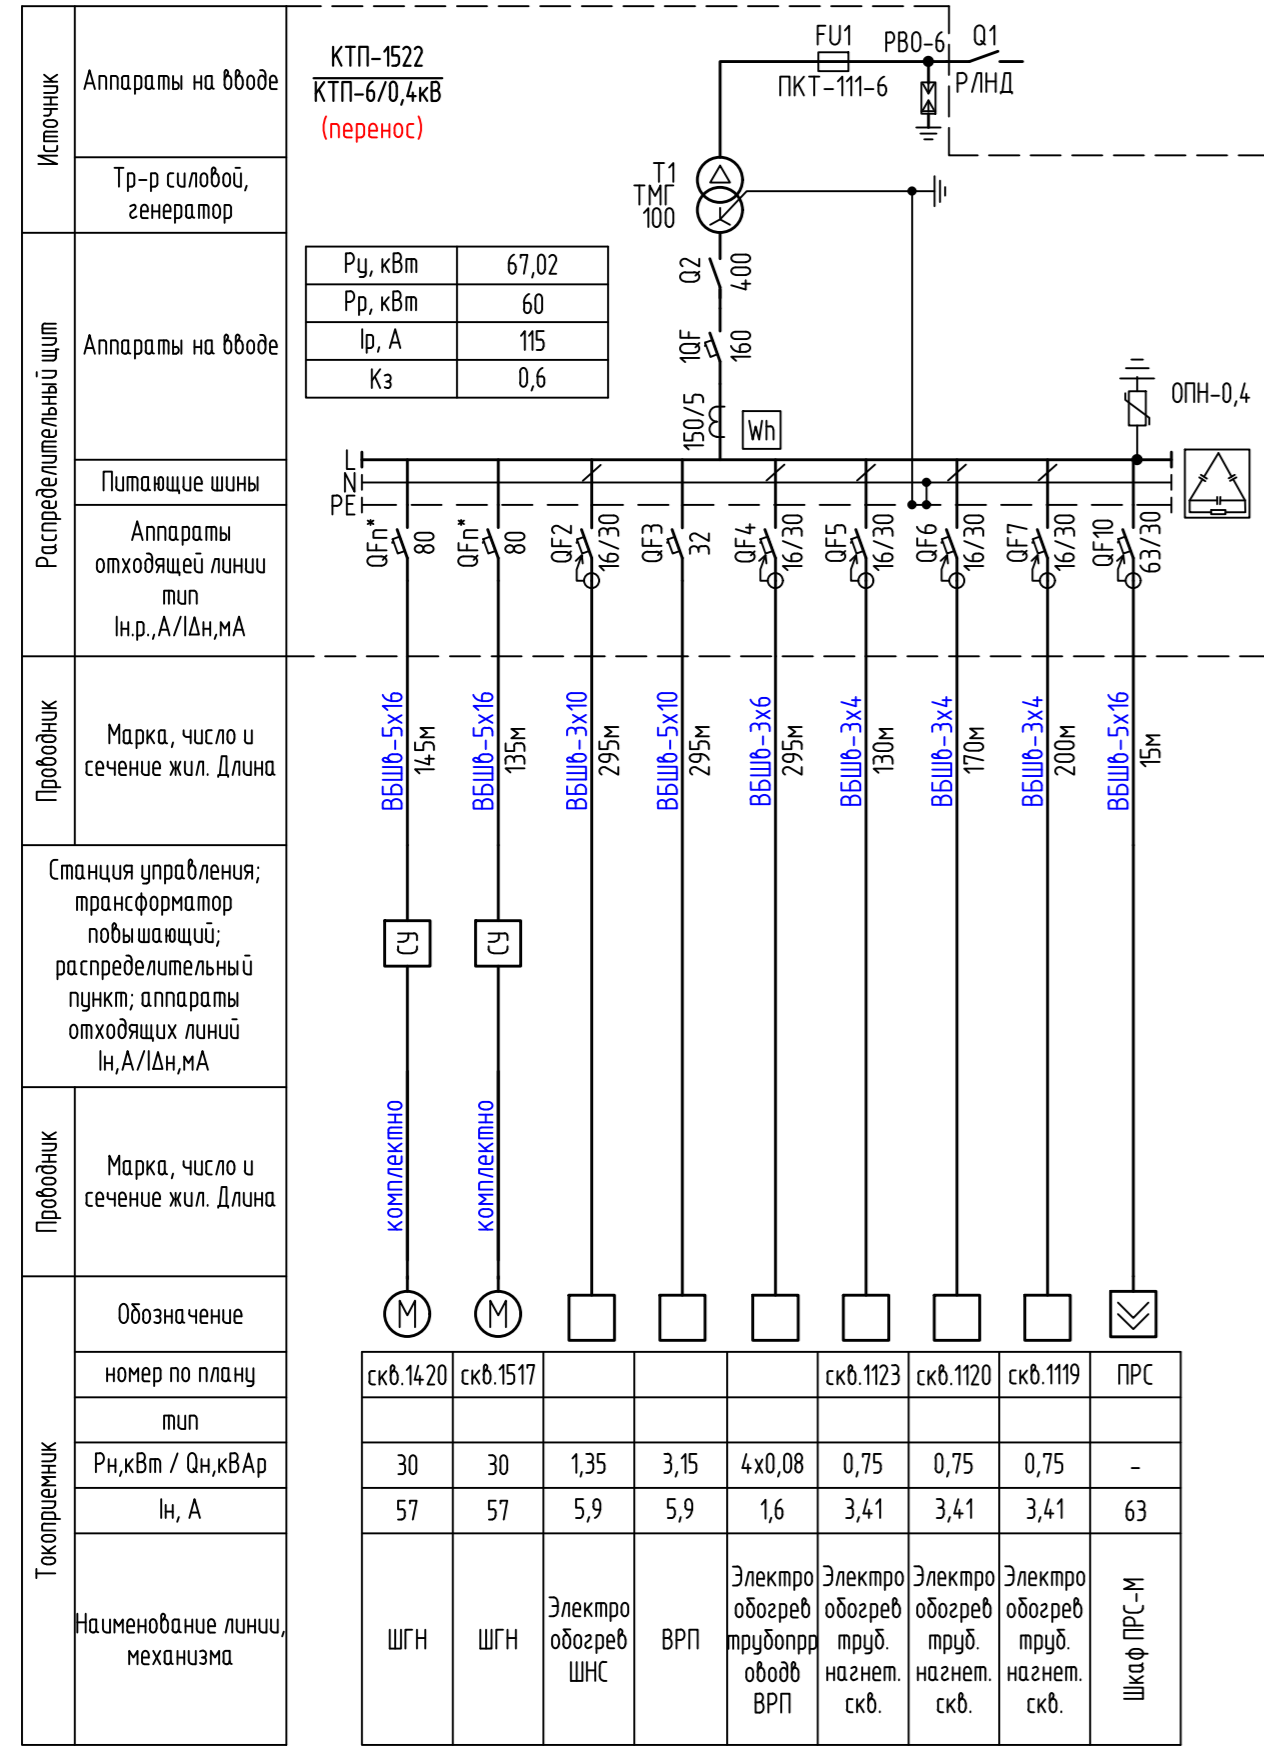 Источник
Аппараты на вводе
Тр-р силовой,
генератор
КТП-1522
КТП-6/0,4кВ
(перенос)
FU1
ПКТ-111-6
РВО-6
Q1
РЛНД
Т1
ТМГ
100
Распределительный щит
Аппараты на вводе
Ру, кВт 67,02
Рр, кВт 60
Iр, А 115
Кз 0,6
Q2 400
1QF 160
150/5
Wh
ОПН-0,4
Питающие шины
L
N
PE
Аппараты
отходящей линии
тип
Iн.р.,А/IΔн,мА
QFп* 80
QFп* 80
QF2 16/30
QF3 32
QF4 16/30
QF5 16/30
QF6 16/30
QF7 16/30
QF10 63/30
Проводник
Марка, число и
сечение жил. Длина
ВБШв-5х16 145м
ВБШв-5х16 135м
ВБШв-3х10 295м
ВБШв-5х10 295м
ВБШв-3х6 295м
ВБШв-3х4 130м
ВБШв-3х4 170м
ВБШв-3х4 200м
ВБШв-5х16 15м
Станция управления;
трансформатор
повышающий;
распределительный
пункт; аппараты
отходящих линий
Iн,А/IΔн,мА
СУ
СУ
Проводник
Марка, число и
сечение жил. Длина
комплектно
комплектно
Токоприемник
Обозначение
М
М
номер по плану
скв.1420 скв.1517 скв.1123 скв.1120 скв.1119 ПРС
тип
Рн,кВт / Qн,кВАр
30 30 1,35 3,15 4х0,08 0,75 0,75 0,75 -
Iн, А
57 57 5,9 5,9 1,6 3,41 3,41 3,41 63
Наименование линии,
механизма
ШГН
ШГН
Электро
обогрев
ШНС
ВРП
Электро
обогрев
трубопрр
оводв
ВРП
Электро
обогрев
труб.
нагнет.
скв.
Электро
обогрев
труб.
нагнет.
скв.
Электро
обогрев
труб.
нагнет.
скв.
Шкаф ПРС-М